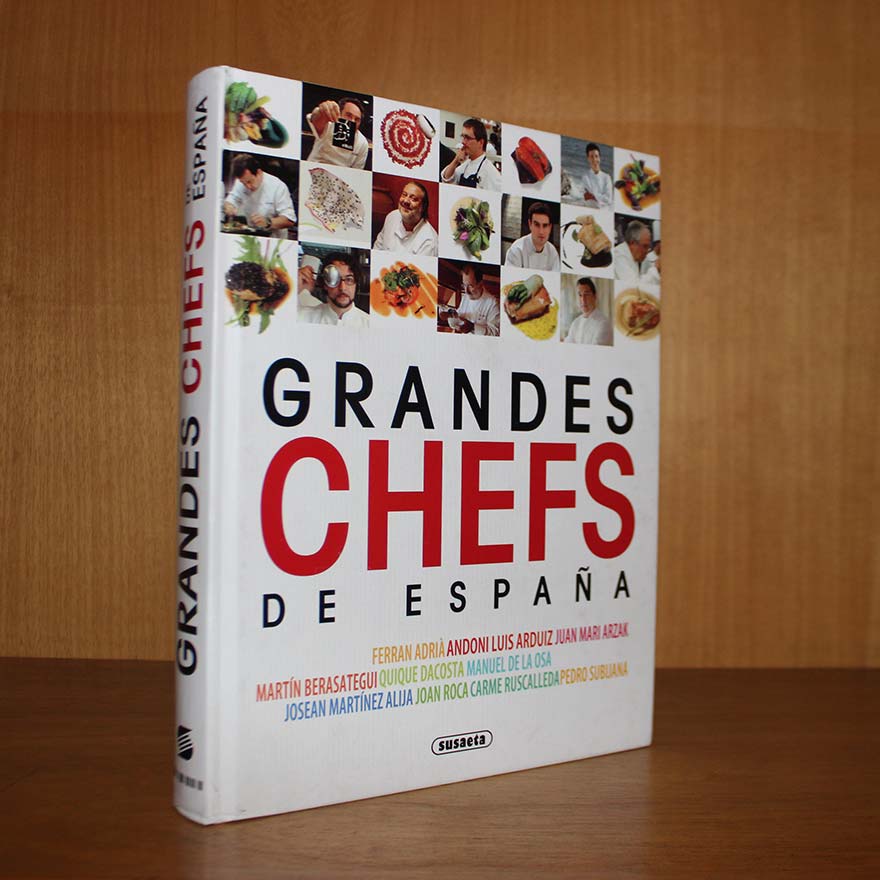 GRANDES CHEFS DE ESPAÑA
GRANDES
CHEFS
DE ESPAÑA
FERRAN ADRIÀ ANDONI LUIS ARDUIZ JUAN MARI ARZAK
MARTÍN BERASATEGUI QUIQUE DACOSTA MANUEL DE LA OSA
JOSEAN MARTÍNEZ ALIJA JOAN ROCA CARME RUSCALLEDA PEDRO SUBIJANA
susaeta